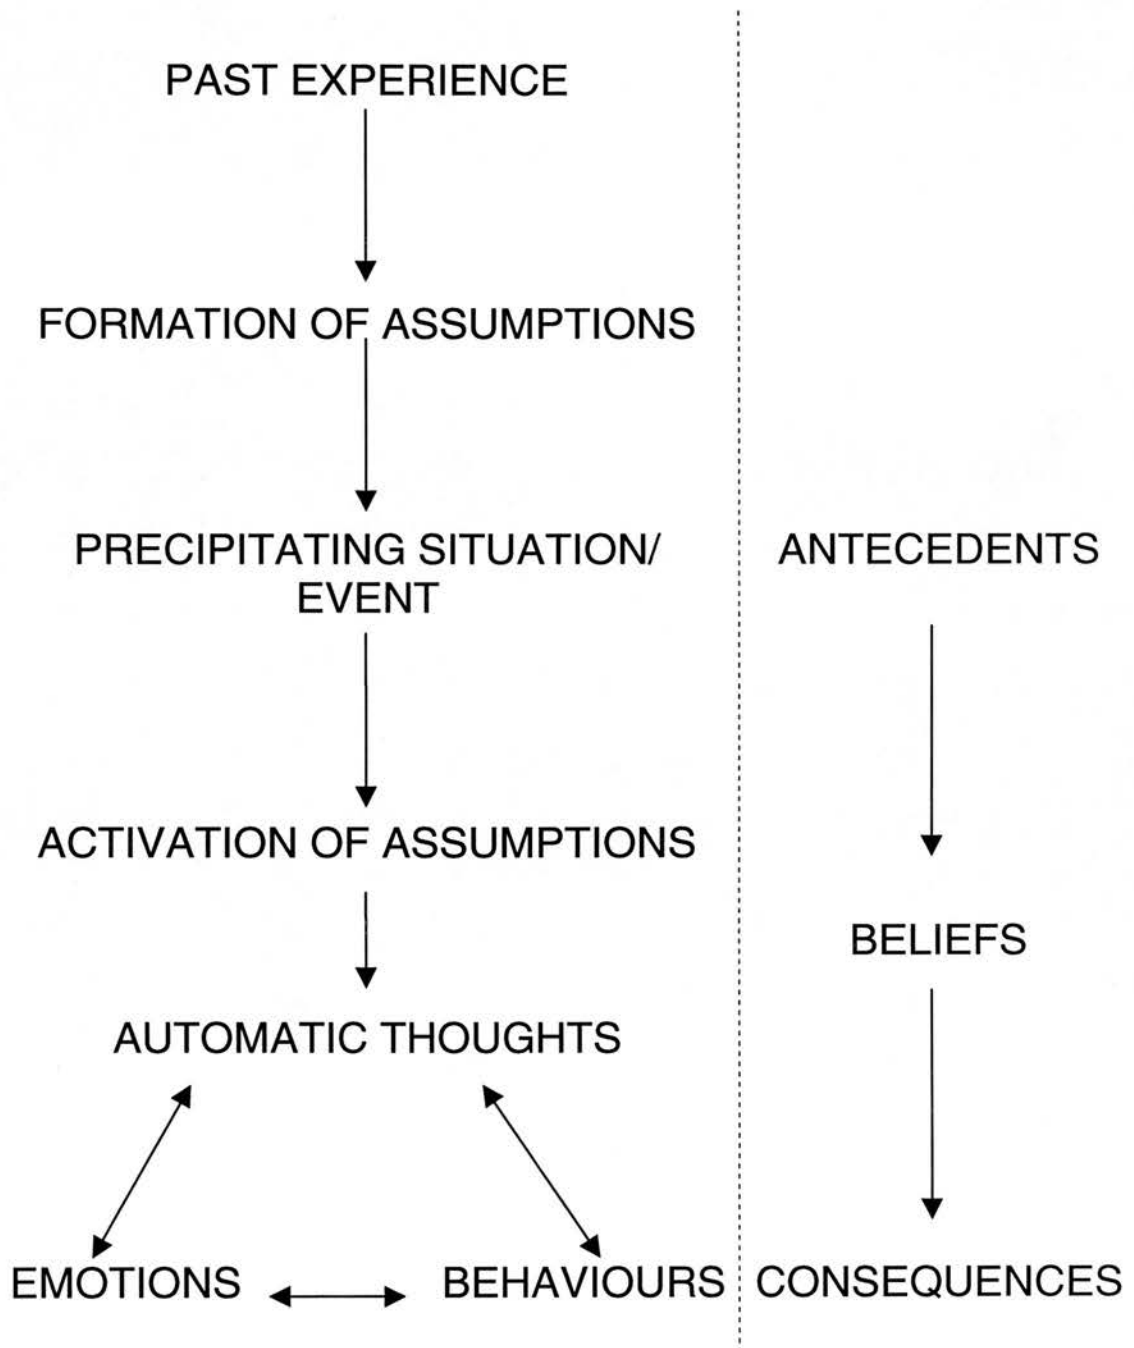 PAST EXPERIENCE
FORMATION OF ASSUMPTIONS
PRECIPITATING SITUATION/
EVENT
ACTIVATION OF ASSUMPTIONS
AUTOMATIC THOUGHTS
EMOTIONS
BEHAVIOURS
ANTECEDENTS
BELIEFS
CONSEQUENCES